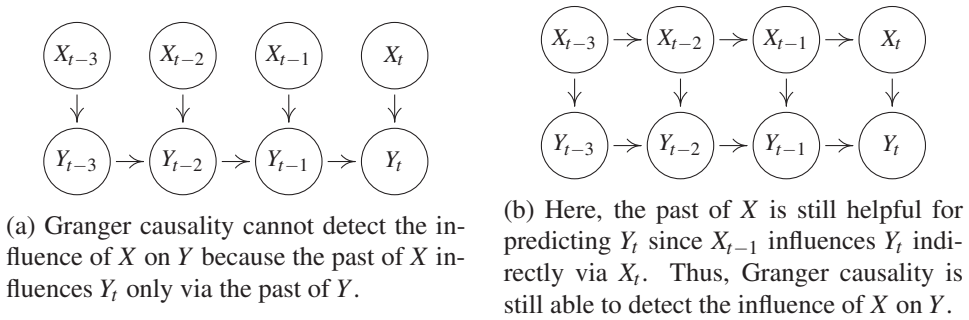 X_{t−3} X_{t−2} X_{t−1} X_t
Y_{t−3} Y_{t−2} Y_{t−1} Y_t
(a) Granger causality cannot detect the in-
fluence of X on Y because the past of X in-
fluences Y_t only via the past of Y.
X_{t−3} X_{t−2} X_{t−1} X_t
Y_{t−3} Y_{t−2} Y_{t−1} Y_t
(b) Here, the past of X is still helpful for
predicting Y_t since X_{t−1} influences Y_t indi-
rectly via X_t. Thus, Granger causality is
still able to detect the influence of X on Y.